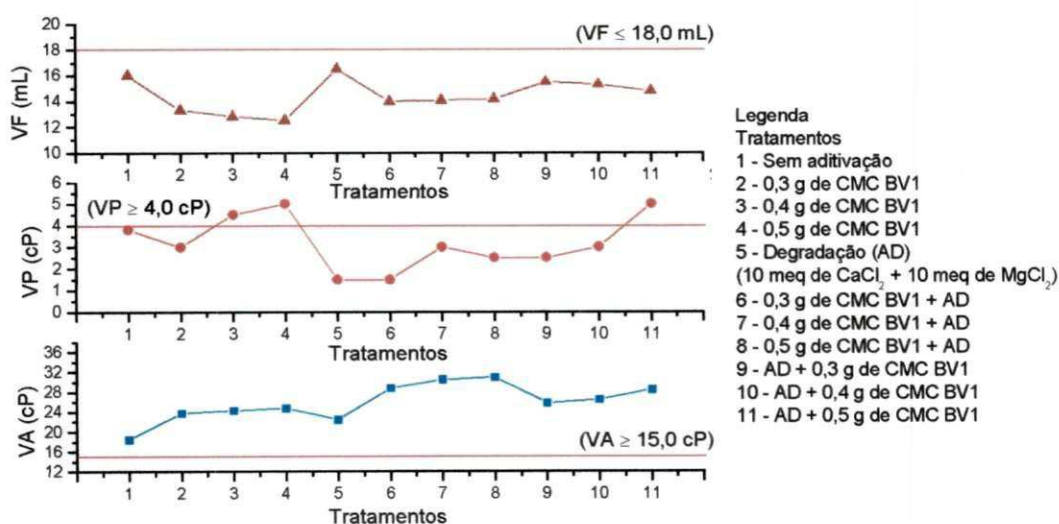 20
18
16
14
12
10
VF (mL)
(VF ≤ 18,0 mL)
1 2 3 4 5 6 7 8 9 10 11
Tratamentos
6
5
4
3
2
1
0
VP (cP)
(VP ≥ 4,0 cP)
1 2 3 4 5 6 7 8 9 10 11
Tratamentos
36
32
28
24
20
16
12
VA (cP)
(VA ≥ 15,0 cP)
1 2 3 4 5 6 7 8 9 10 11
Tratamentos
Legenda
Tratamentos
1 - Sem aditivação
2 - 0,3 g de CMC BV1
3 - 0,4 g de CMC BV1
4 - 0,5 g de CMC BV1
5 - Degradação (AD)
(10 meq de CaCl₂ + 10 meq de MgCl₂)
6 - 0,3 g de CMC BV1 + AD
7 - 0,4 g de CMC BV1 + AD
8 - 0,5 g de CMC BV1 + AD
9 - AD + 0,3 g de CMC BV1
10 - AD + 0,4 g de CMC BV1
11 - AD + 0,5 g de CMC BV1